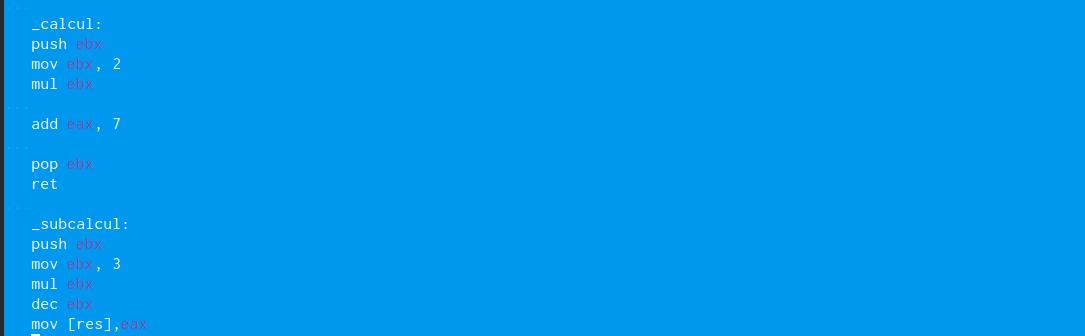 _calcul:
push ebx
mov ebx, 2
mul ebx
add eax, 7
pop ebx
ret
_subcalcul:
push ebx
mov ebx, 3
mul ebx
dec ebx
mov [res],eax